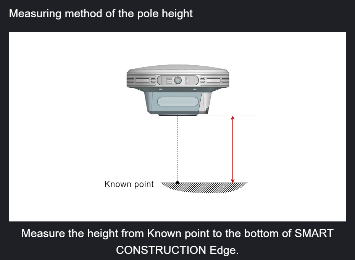 Measuring method of the pole height
Known point
Measure the height from Known point to the bottom of SMART
CONSTRUCTION Edge.